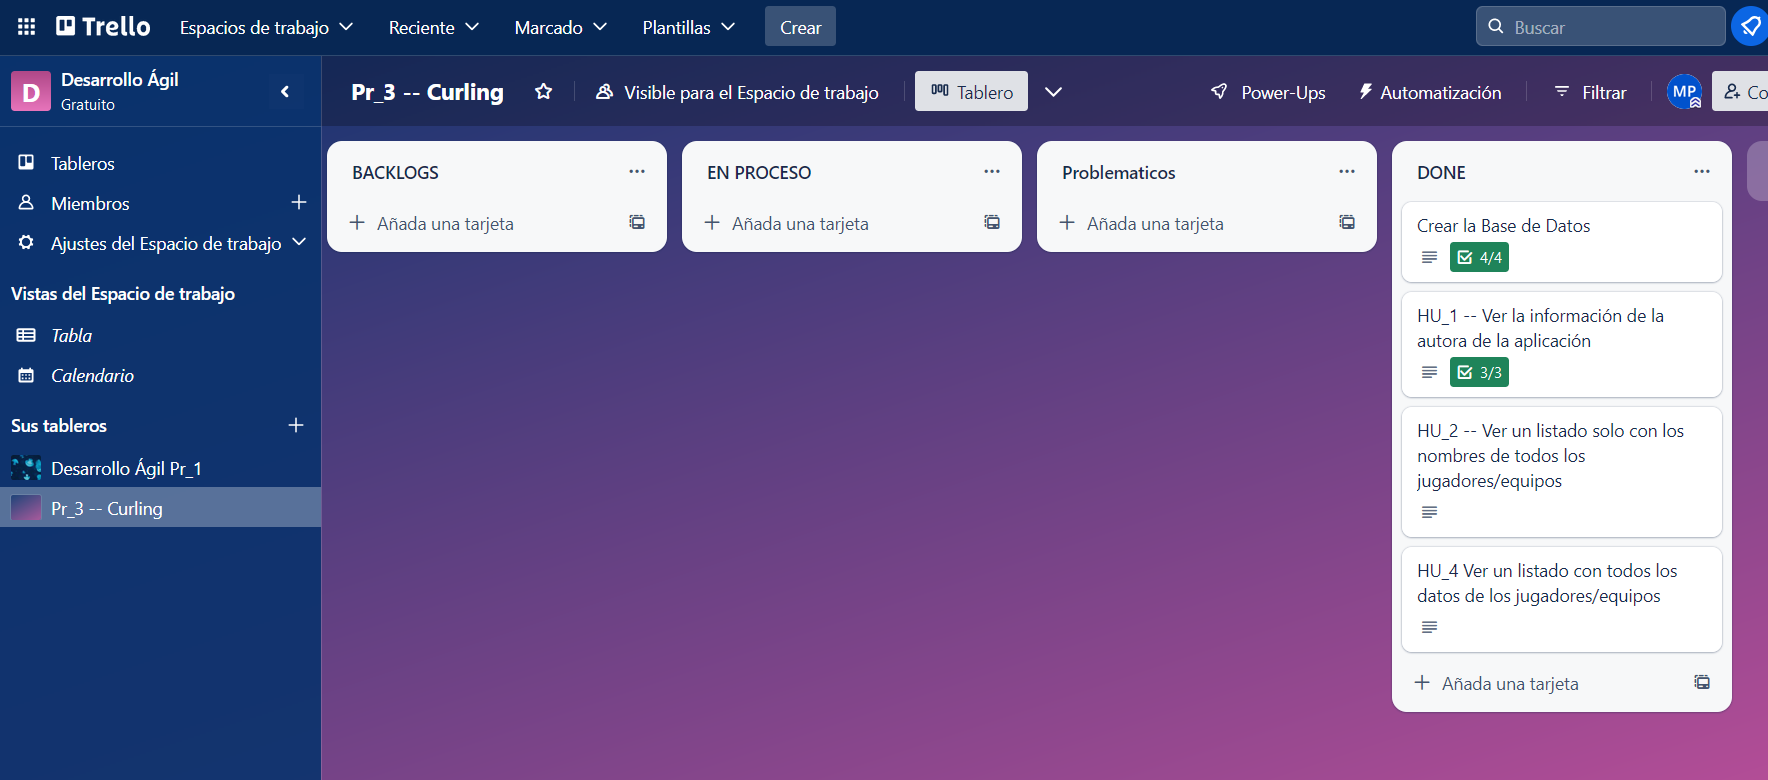 Trello Espacios de trabajo Reciente Marcado Plantillas Crear Buscar
D Desarrollo Ágil
Gratuito
Pr_3 -- Curling Visible para el Espacio de trabajo Tablero Power-Ups Automatización Filtrar MP Co
Tableros
Miembros
Ajustes del Espacio de trabajo
Vistas del Espacio de trabajo
Tabla
Calendario
Sus tableros
Desarrollo Ágil Pr_1
Pr_3 -- Curling
BACKLOGS
Añada una tarjeta
EN PROCESO
Añada una tarjeta
Problematicos
Añada una tarjeta
DONE
Crear la Base de Datos
4/4
HU_1 -- Ver la información de la
autora de la aplicación
3/3
HU_2 -- Ver un listado solo con los
nombres de todos los
jugadores/equipos
HU_4 Ver un listado con todos los
datos de los jugadores/equipos
Añada una tarjeta